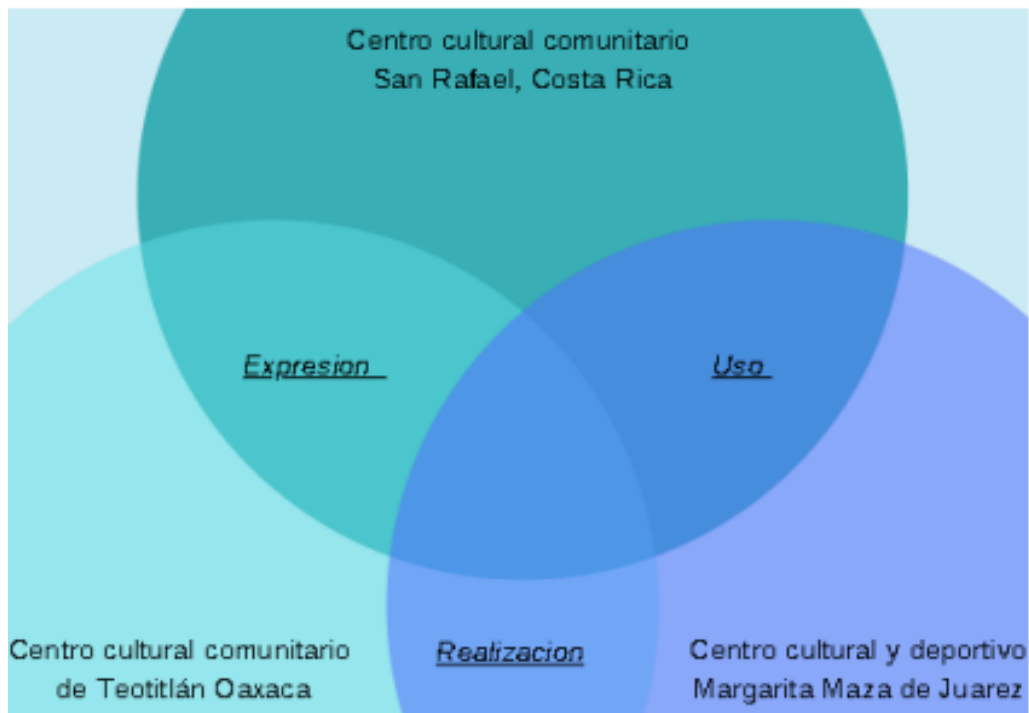 Centro cultural comunitario
San Rafael, Costa Rica
Expresion
Uso
Centro cultural comunitario
de Teotitlán Oaxaca
Realizacion
Centro cultural y deportivo
Margarita Maza de Juarez